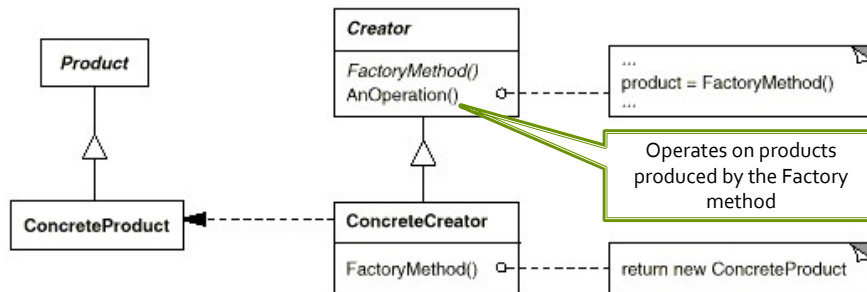 Product
ConcreteProduct
Creator
FactoryMethod()
AnOperation()
...
product = FactoryMethod()
...
Operates on products
produced by the Factory
method
ConcreteCreator
FactoryMethod()
return new ConcreteProduct